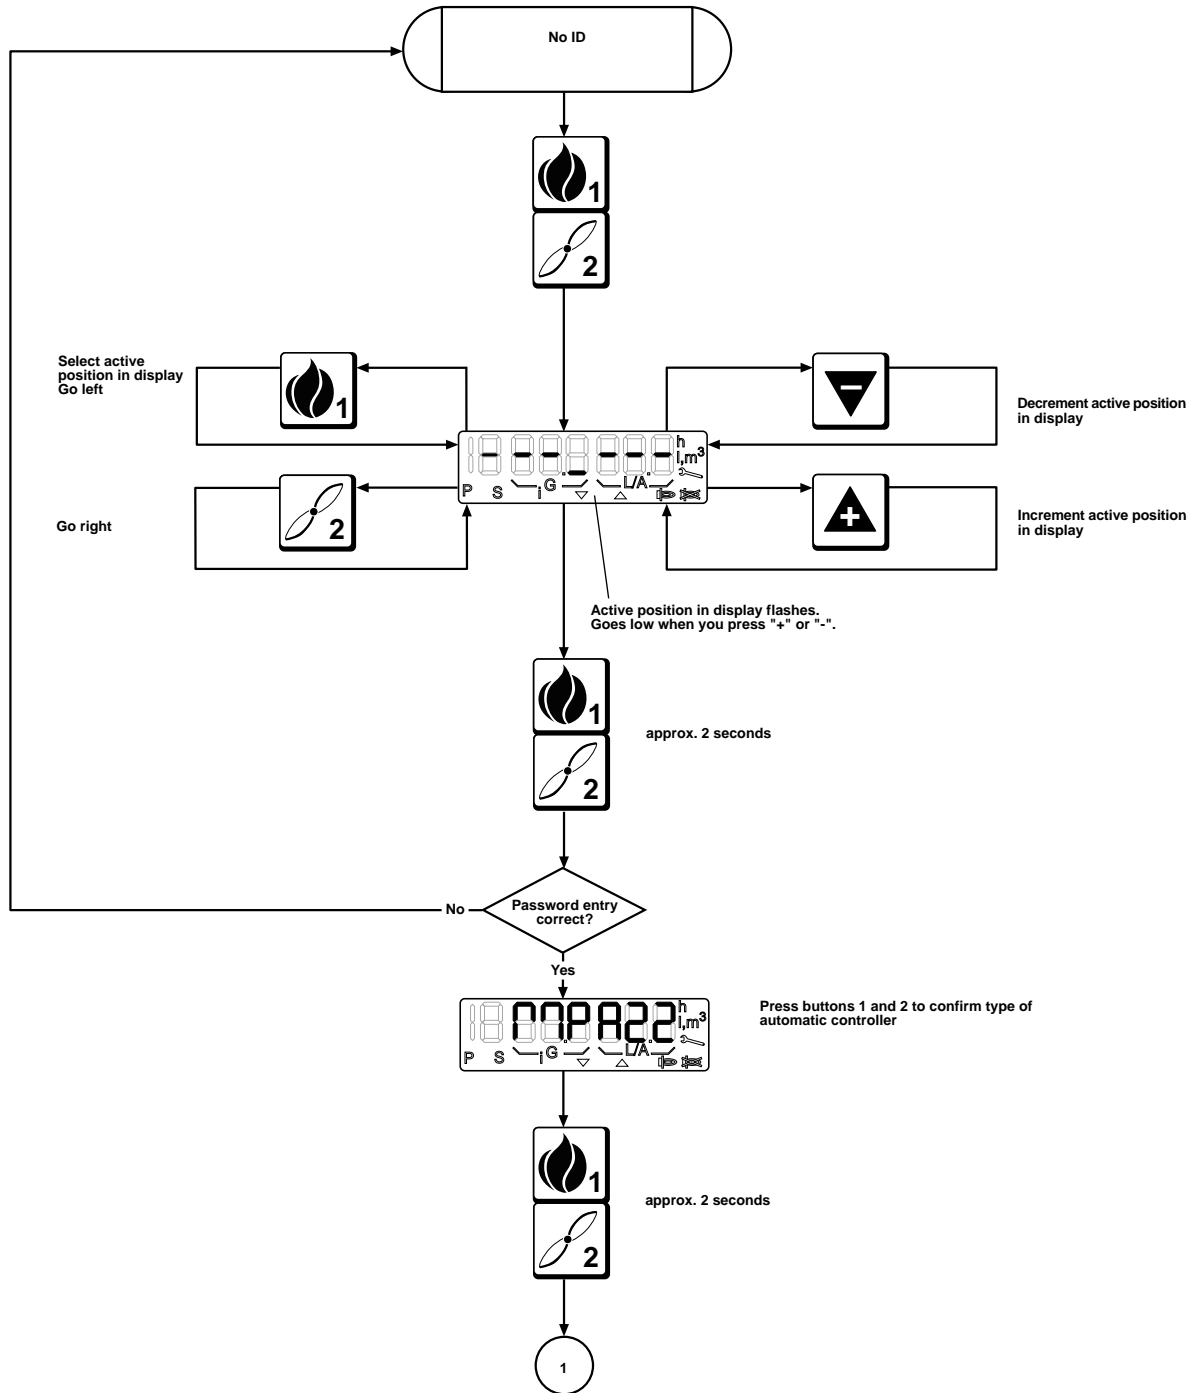 No ID
1
2
Select active
position in display
Go left
1
Decrement active position
in display
h
l,m³
P S i G L/A
Go right
2
+
Increment active position
in display
Active position in display flashes.
Goes low when you press "+" or "-".
1
approx. 2 seconds
2
No
Password entry
correct?
Yes
MPA22
h
l,m³
P S i G L/A
Press buttons 1 and 2 to confirm type of
automatic controller
1
approx. 2 seconds
2
1